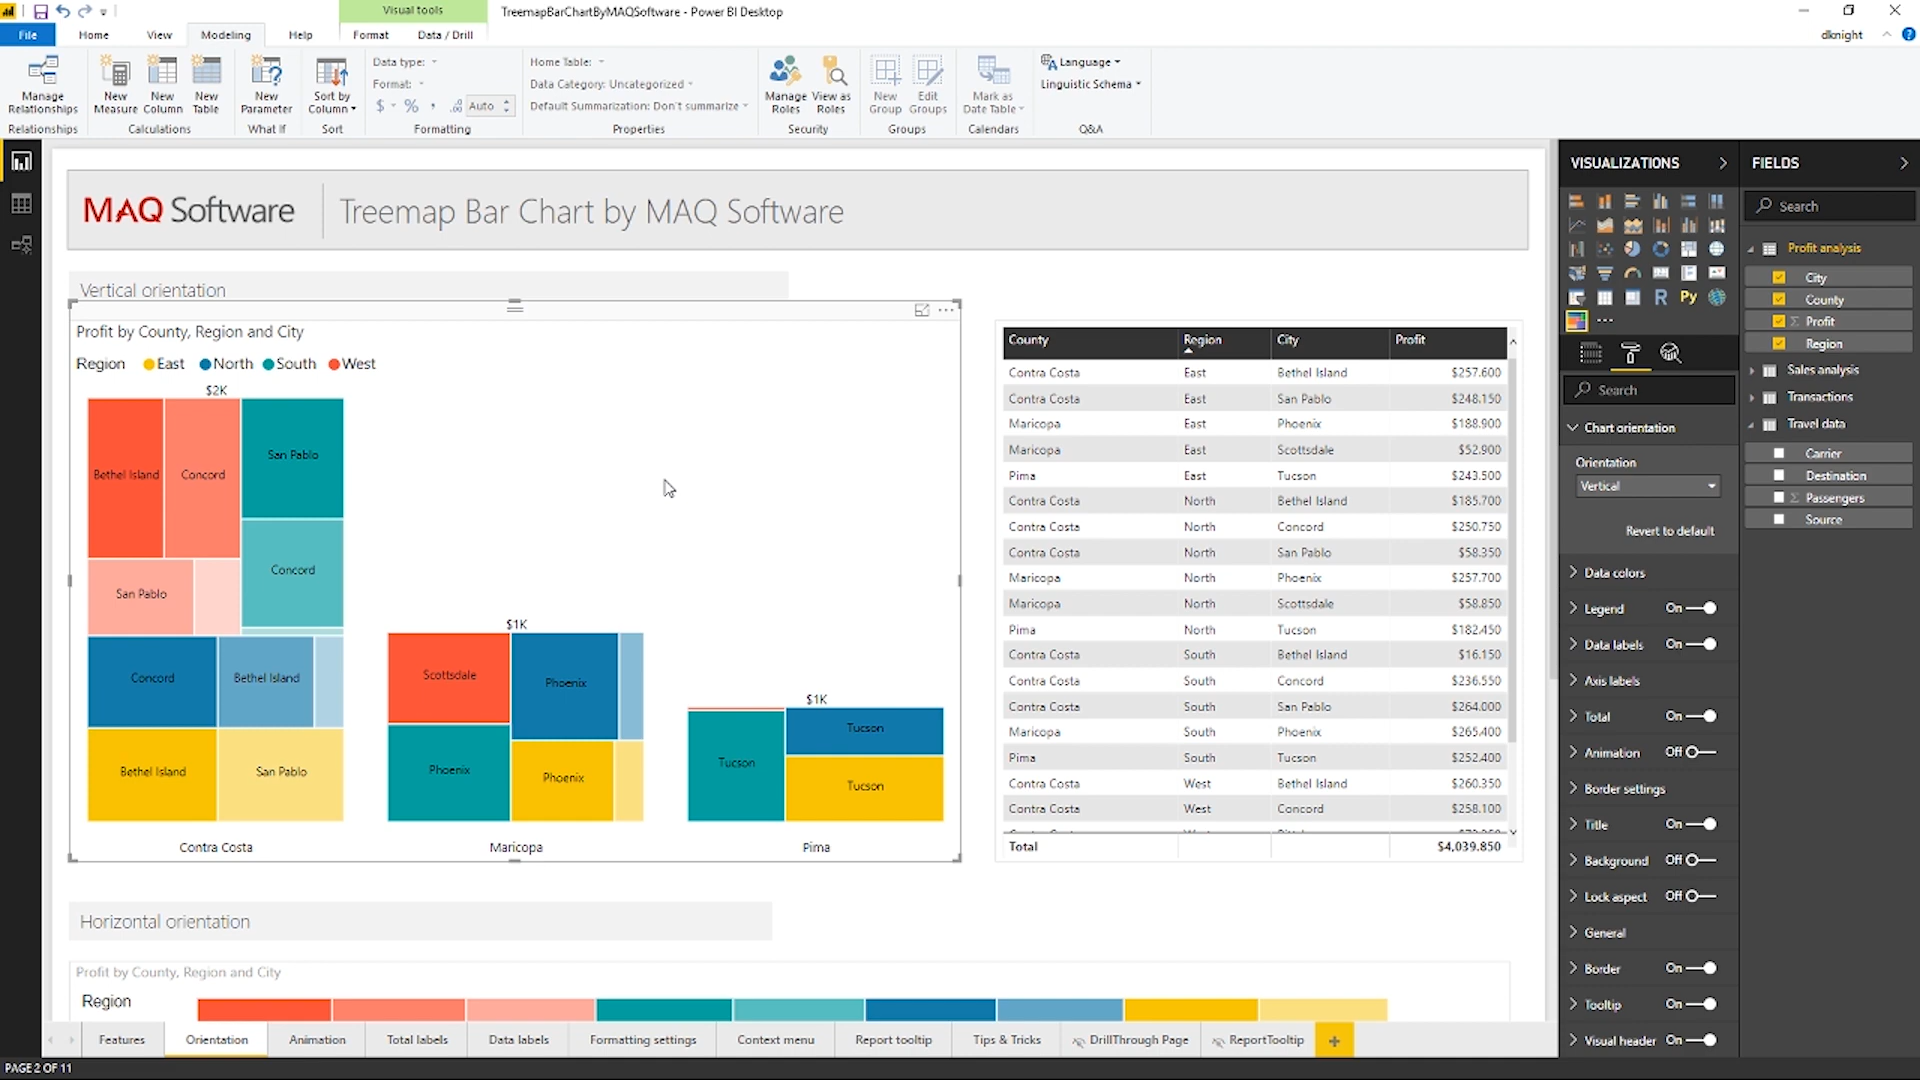 Visual tools
TreemapBarChartByMAQSoftware - Power BI Desktop
File Home View Modeling Help Format Data / Drill
dknight
Manage Relationships
New Measure
New Column
New Table
New Parameter
Sort by Column
Data type:
Format:
$ % , Auto
Home Table:
Data Category: Uncategorized
Default Summarization: Don't summarize
Manage Roles
View as Roles
New Group
Edit Groups
Mark as Date Table
Language
Linguistic Schema
Relationships Calculations What If Sort Formatting Properties Security Groups Calendars Q&A
MAQ Software
Treemap Bar Chart by MAQ Software
Vertical orientation
Profit by County, Region and City
Region East North South West
$2K
Bethel Island
Concord
San Pablo
San Pablo
Concord
Concord
Bethel Island
Bethel Island
San Pablo
Contra Costa
$1K
Scottsdale
Phoenix
Phoenix
Phoenix
Maricopa
$1K
Tucson
Tucson
Tucson
Pima
County Region City Profit
Contra Costa East Bethel Island $257.600
Contra Costa East San Pablo $248.150
Maricopa East Phoenix $188.900
Maricopa East Scottsdale $52.900
Pima East Tucson $243.500
Contra Costa North Bethel Island $185.700
Contra Costa North Concord $250.750
Contra Costa North San Pablo $58.350
Maricopa North Phoenix $257.700
Maricopa North Scottsdale $58.850
Pima North Tucson $182.450
Contra Costa South Bethel Island $16.150
Contra Costa South Concord $236.550
Contra Costa South San Pablo $264.000
Maricopa South Phoenix $265.400
Pima South Tucson $252.400
Contra Costa West Bethel Island $260.350
Contra Costa West Concord $258.100
Total $4,039.850
Horizontal orientation
Profit by County, Region and City
Region
VISUALIZATIONS
R Py
Search
Chart orientation
Orientation
Vertical
Revert to default
Data colors
Legend On
Data labels On
Axis labels
Total On
Animation Off
Border settings
Title On
Background Off
Lock aspect Off
General
Border On
Tooltip On
Visual header On
FIELDS
Search
Profit analysis
City
County
Σ Profit
Region
Sales analysis
Transactions
Travel data
Carrier
Destination
Σ Passengers
Source
Features Orientation Animation Total labels Data labels Formatting settings Context menu Report tooltip Tips & Tricks DrillThrough Page ReportTooltip +
PAGE 2 OF 11